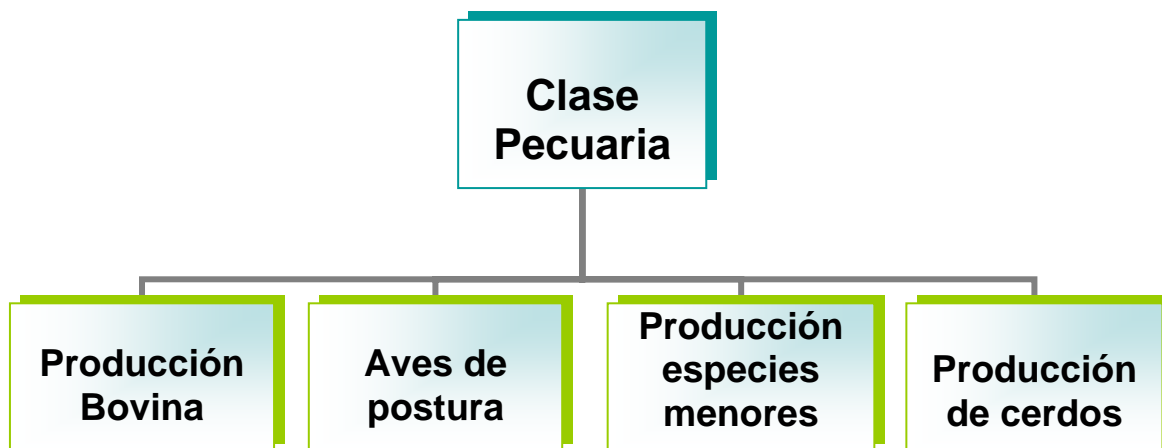 Clase
Pecuaria
Producción
Bovina
Aves de
postura
Producción
especies
menores
Producción
de cerdos